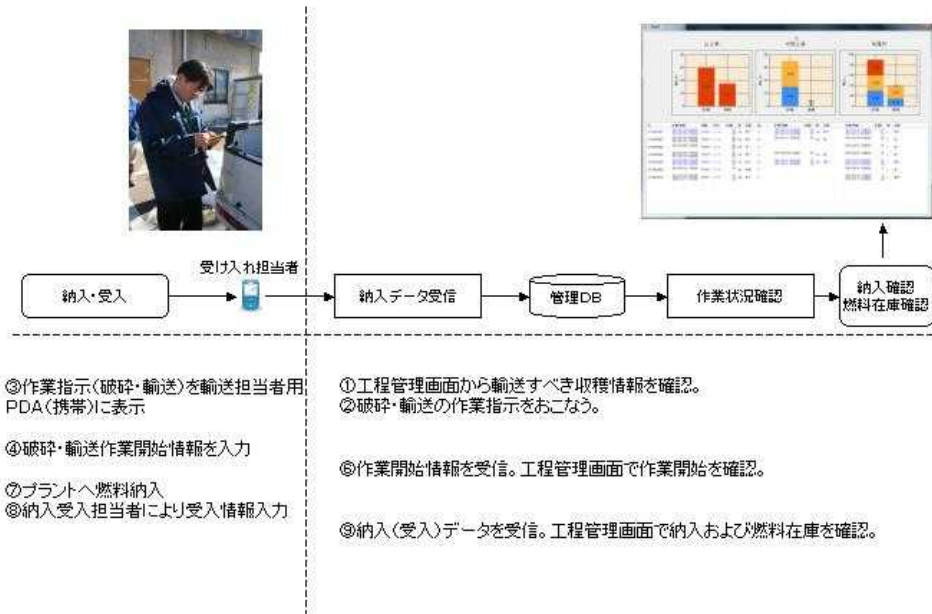 受け入れ担当者
納入・受入
納入データ受信
管理DB
作業状況確認
納入確認
燃料在庫確認
③作業指示(破砕・輸送)を輸送担当者用
PDA(携帯)に表示
④破砕・輸送作業開始情報を入力
⑦プラントへ燃料納入
⑧納入受入担当者により受入情報入力
①工程管理画面から輸送すべき収穫情報を確認。
②破砕・輸送の作業指示をおこなう。
⑥作業開始情報を受信。工程管理画面で作業開始を確認。
⑨納入(受入)データを受信。工程管理画面で納入および燃料在庫を確認。